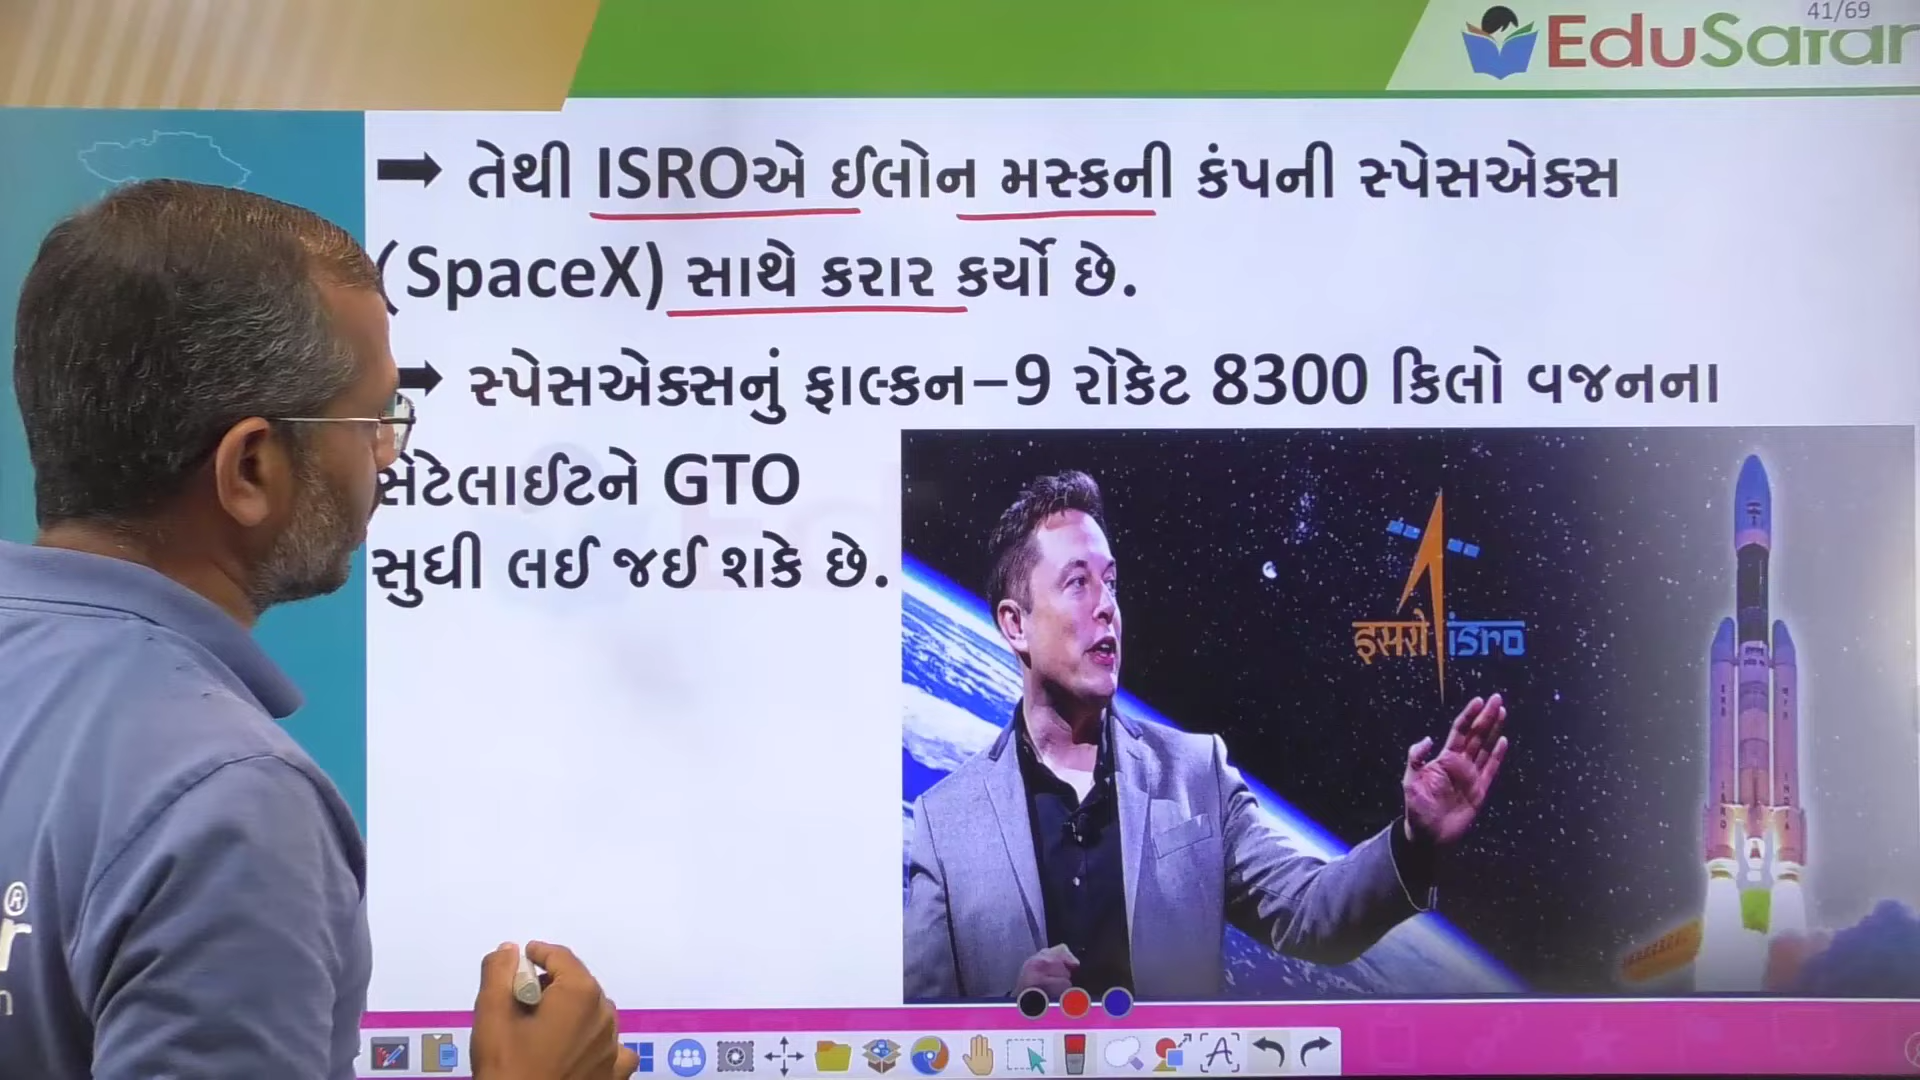 41/69
EduSafar
➡ તેથી ISROએ ઈલોન મસ્કની કંપની સ્પેસએક્સ
(SpaceX) સાથે કરાર કર્યો છે.
➡ સ્પેસએક્સનું ફાલ્કન-9 રોકેટ 8300 કિલો વજનના
સેટેલાઈટને GTO
સુધી લઈ જઈ શકે છે.
इसरो isro